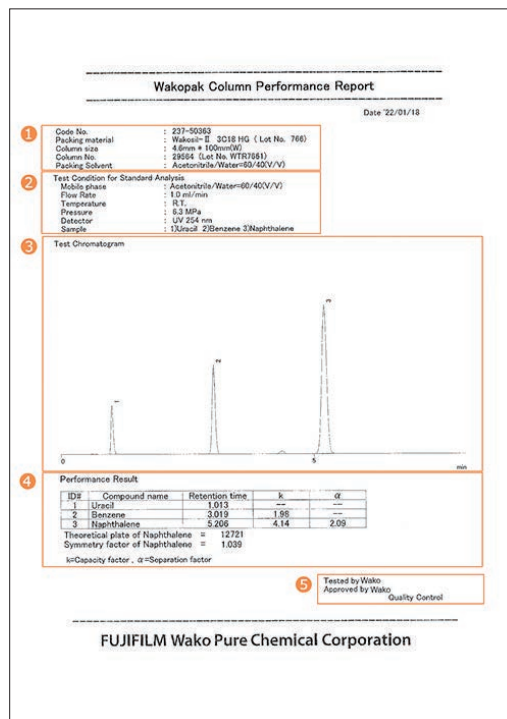 Wakopak Column Performance Report
Date '22/01/18
1
Code No. : 237-50363
Packing material : Wakosil-Ⅱ 3C18 HG ( Lot No. 766)
Column size : 4.6mm * 100mm(W)
Column No. : 29564 (Lot No. WTR7651)
Packing Solvent : Acetonitrile/Water=60/40(V/V)
2
Test Condition for Standard Analysis
Mobile phase : Acetonitrile/Water=60/40(V/V)
Flow Rate : 1.0 ml/min
Temperature : R.T.
Pressure : 6.3 MPa
Detector : UV 254 nm
Sample : 1)Uracil 2)Benzene 3)Naphthalene
3
Test Chromatogram
1
2
3
0 5
min
4
Performance Result
ID# Compound name Retention time k α
1 Uracil 1.013 -- --
2 Benzene 3.019 1.98 --
3 Naphthalene 5.206 4.14 2.09
Theoretical plate of Naphthalene = 12721
Symmetry factor of Naphthalene = 1.039
k=Capacity factor , α=Separation factor
5
Tested by Wako
Approved by Wako
Quality Control
FUJIFILM Wako Pure Chemical Corporation